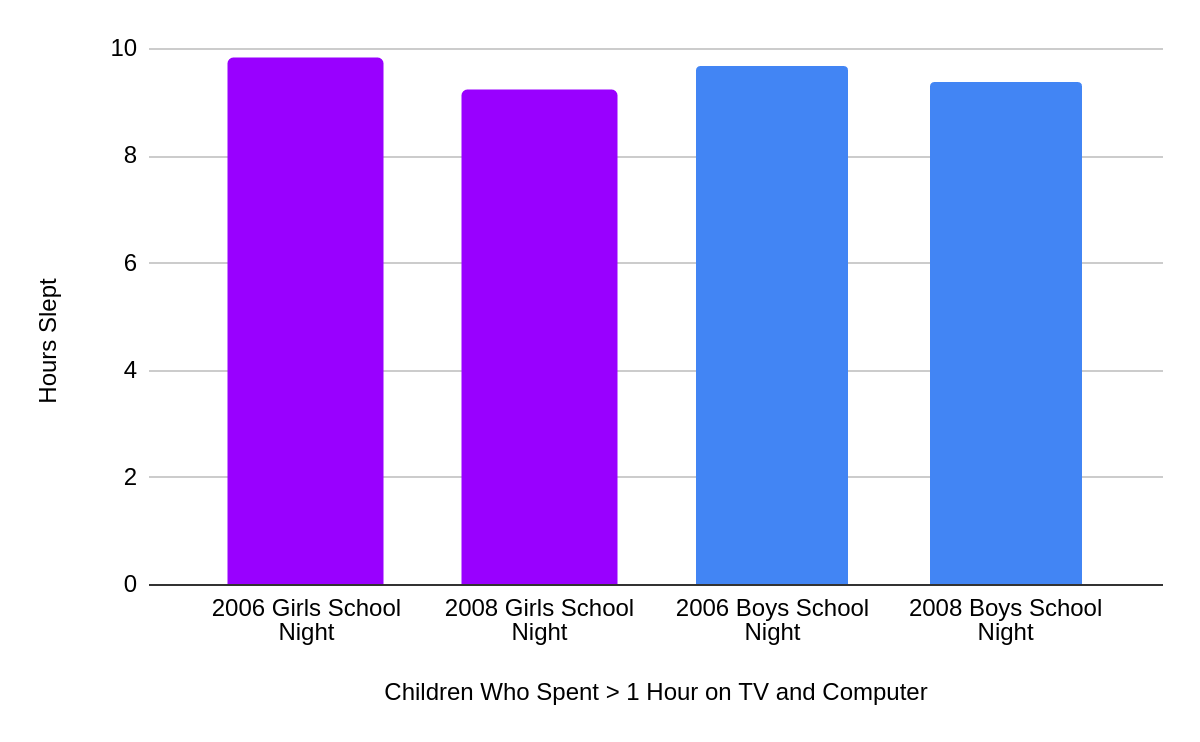 10
8
6
4
2
0
Hours Slept
2006 Girls School
Night
2008 Girls School
Night
2006 Boys School
Night
2008 Boys School
Night
Children Who Spent > 1 Hour on TV and Computer